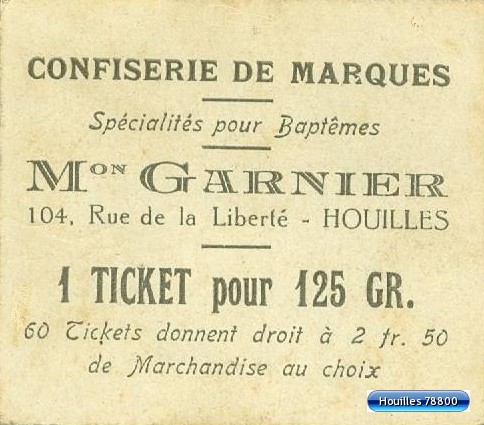 CONFISERIE DE MARQUES
Spécialités pour Baptêmes
MON GARNIER
104, Rue de la Liberté - HOUILLES
1 TICKET pour 125 GR.
60 Tickets donnent droit à 2 fr. 50
de Marchandise au choix
Houilles 78800